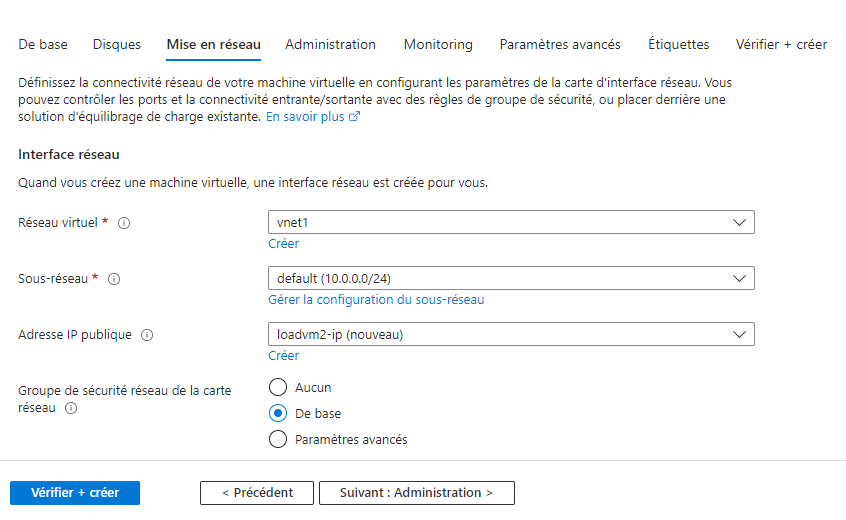 De base Disques Mise en réseau Administration Monitoring Paramètres avancés Étiquettes Vérifier + créer
Définissez la connectivité réseau de votre machine virtuelle en configurant les paramètres de la carte d'interface réseau. Vous
pouvez contrôler les ports et la connectivité entrante/sortante avec des règles de groupe de sécurité, ou placer derrière une
solution d'équilibrage de charge existante. En savoir plus
Interface réseau
Quand vous créez une machine virtuelle, une interface réseau est créée pour vous.
Réseau virtuel * vnet1
Créer
Sous-réseau * default (10.0.0.0/24)
Gérer la configuration du sous-réseau
Adresse IP publique loadvm2-ip (nouveau)
Créer
Groupe de sécurité réseau de la carte
réseau
Aucun
De base
Paramètres avancés
Vérifier + créer < Précédent Suivant : Administration >